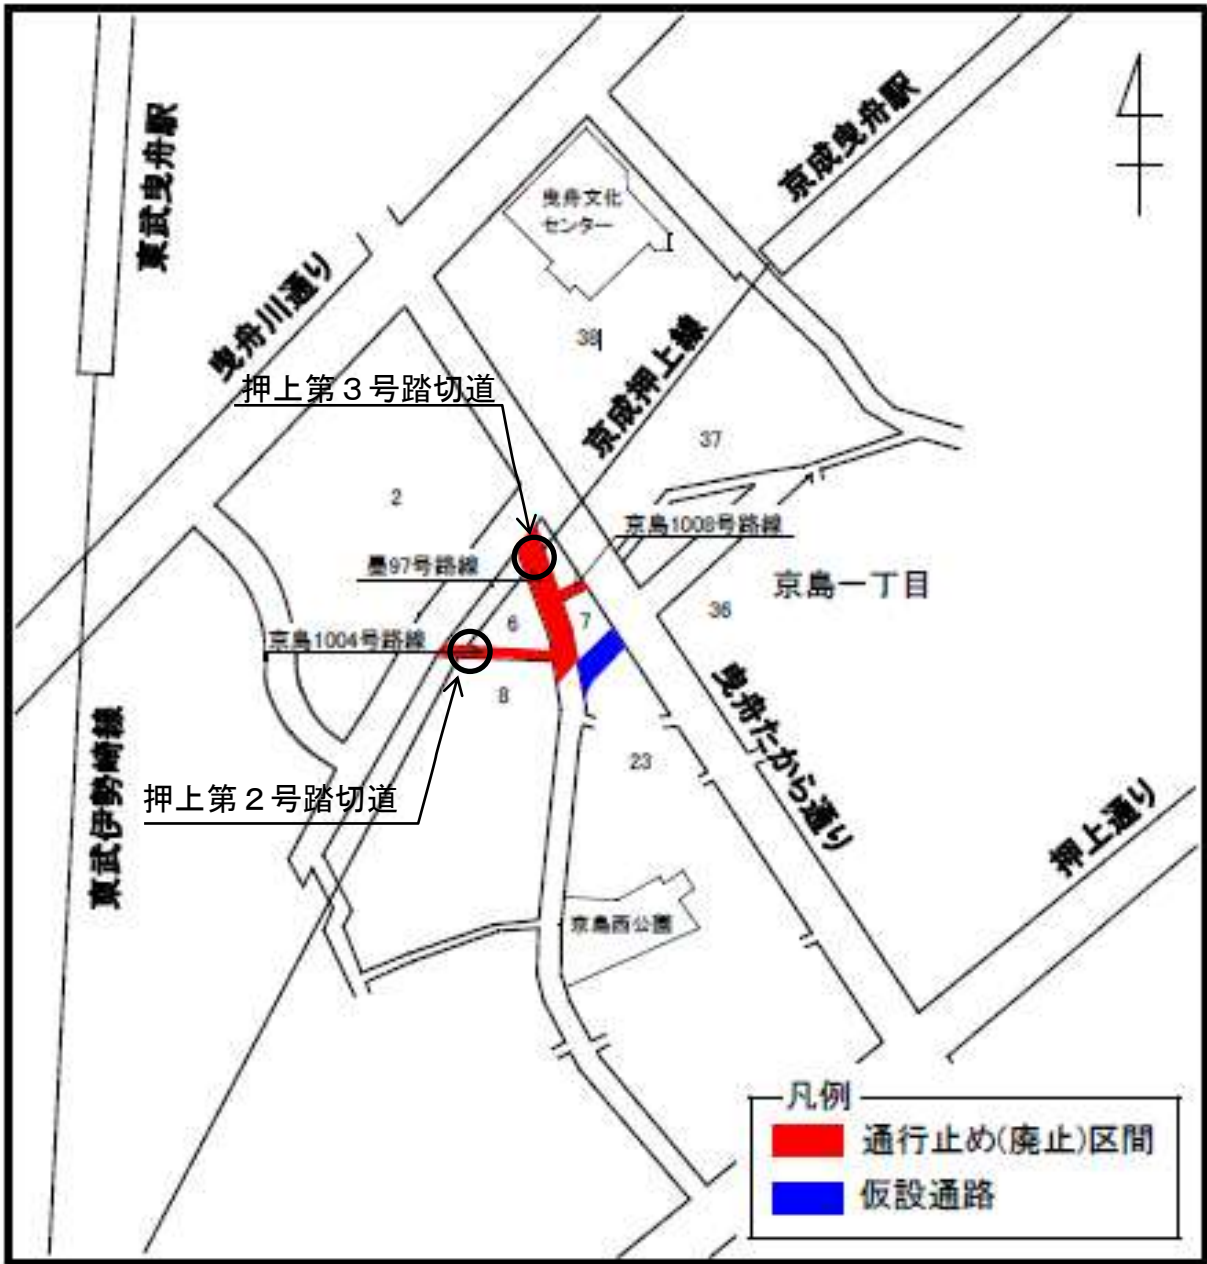 東武曳舟駅
曳舟川通り
曳舟文化
センター
京成曳舟駅
38
京成押上線
押上第３号踏切道
37
2
京島1008号路線
墨97号路線
京島一丁目
36
6
7
京島1004号路線
8
曳舟たから通り
23
東武伊勢崎線
押上第２号踏切道
押上通り
京島西公園
凡例
通行止め(廃止)区間
仮設通路